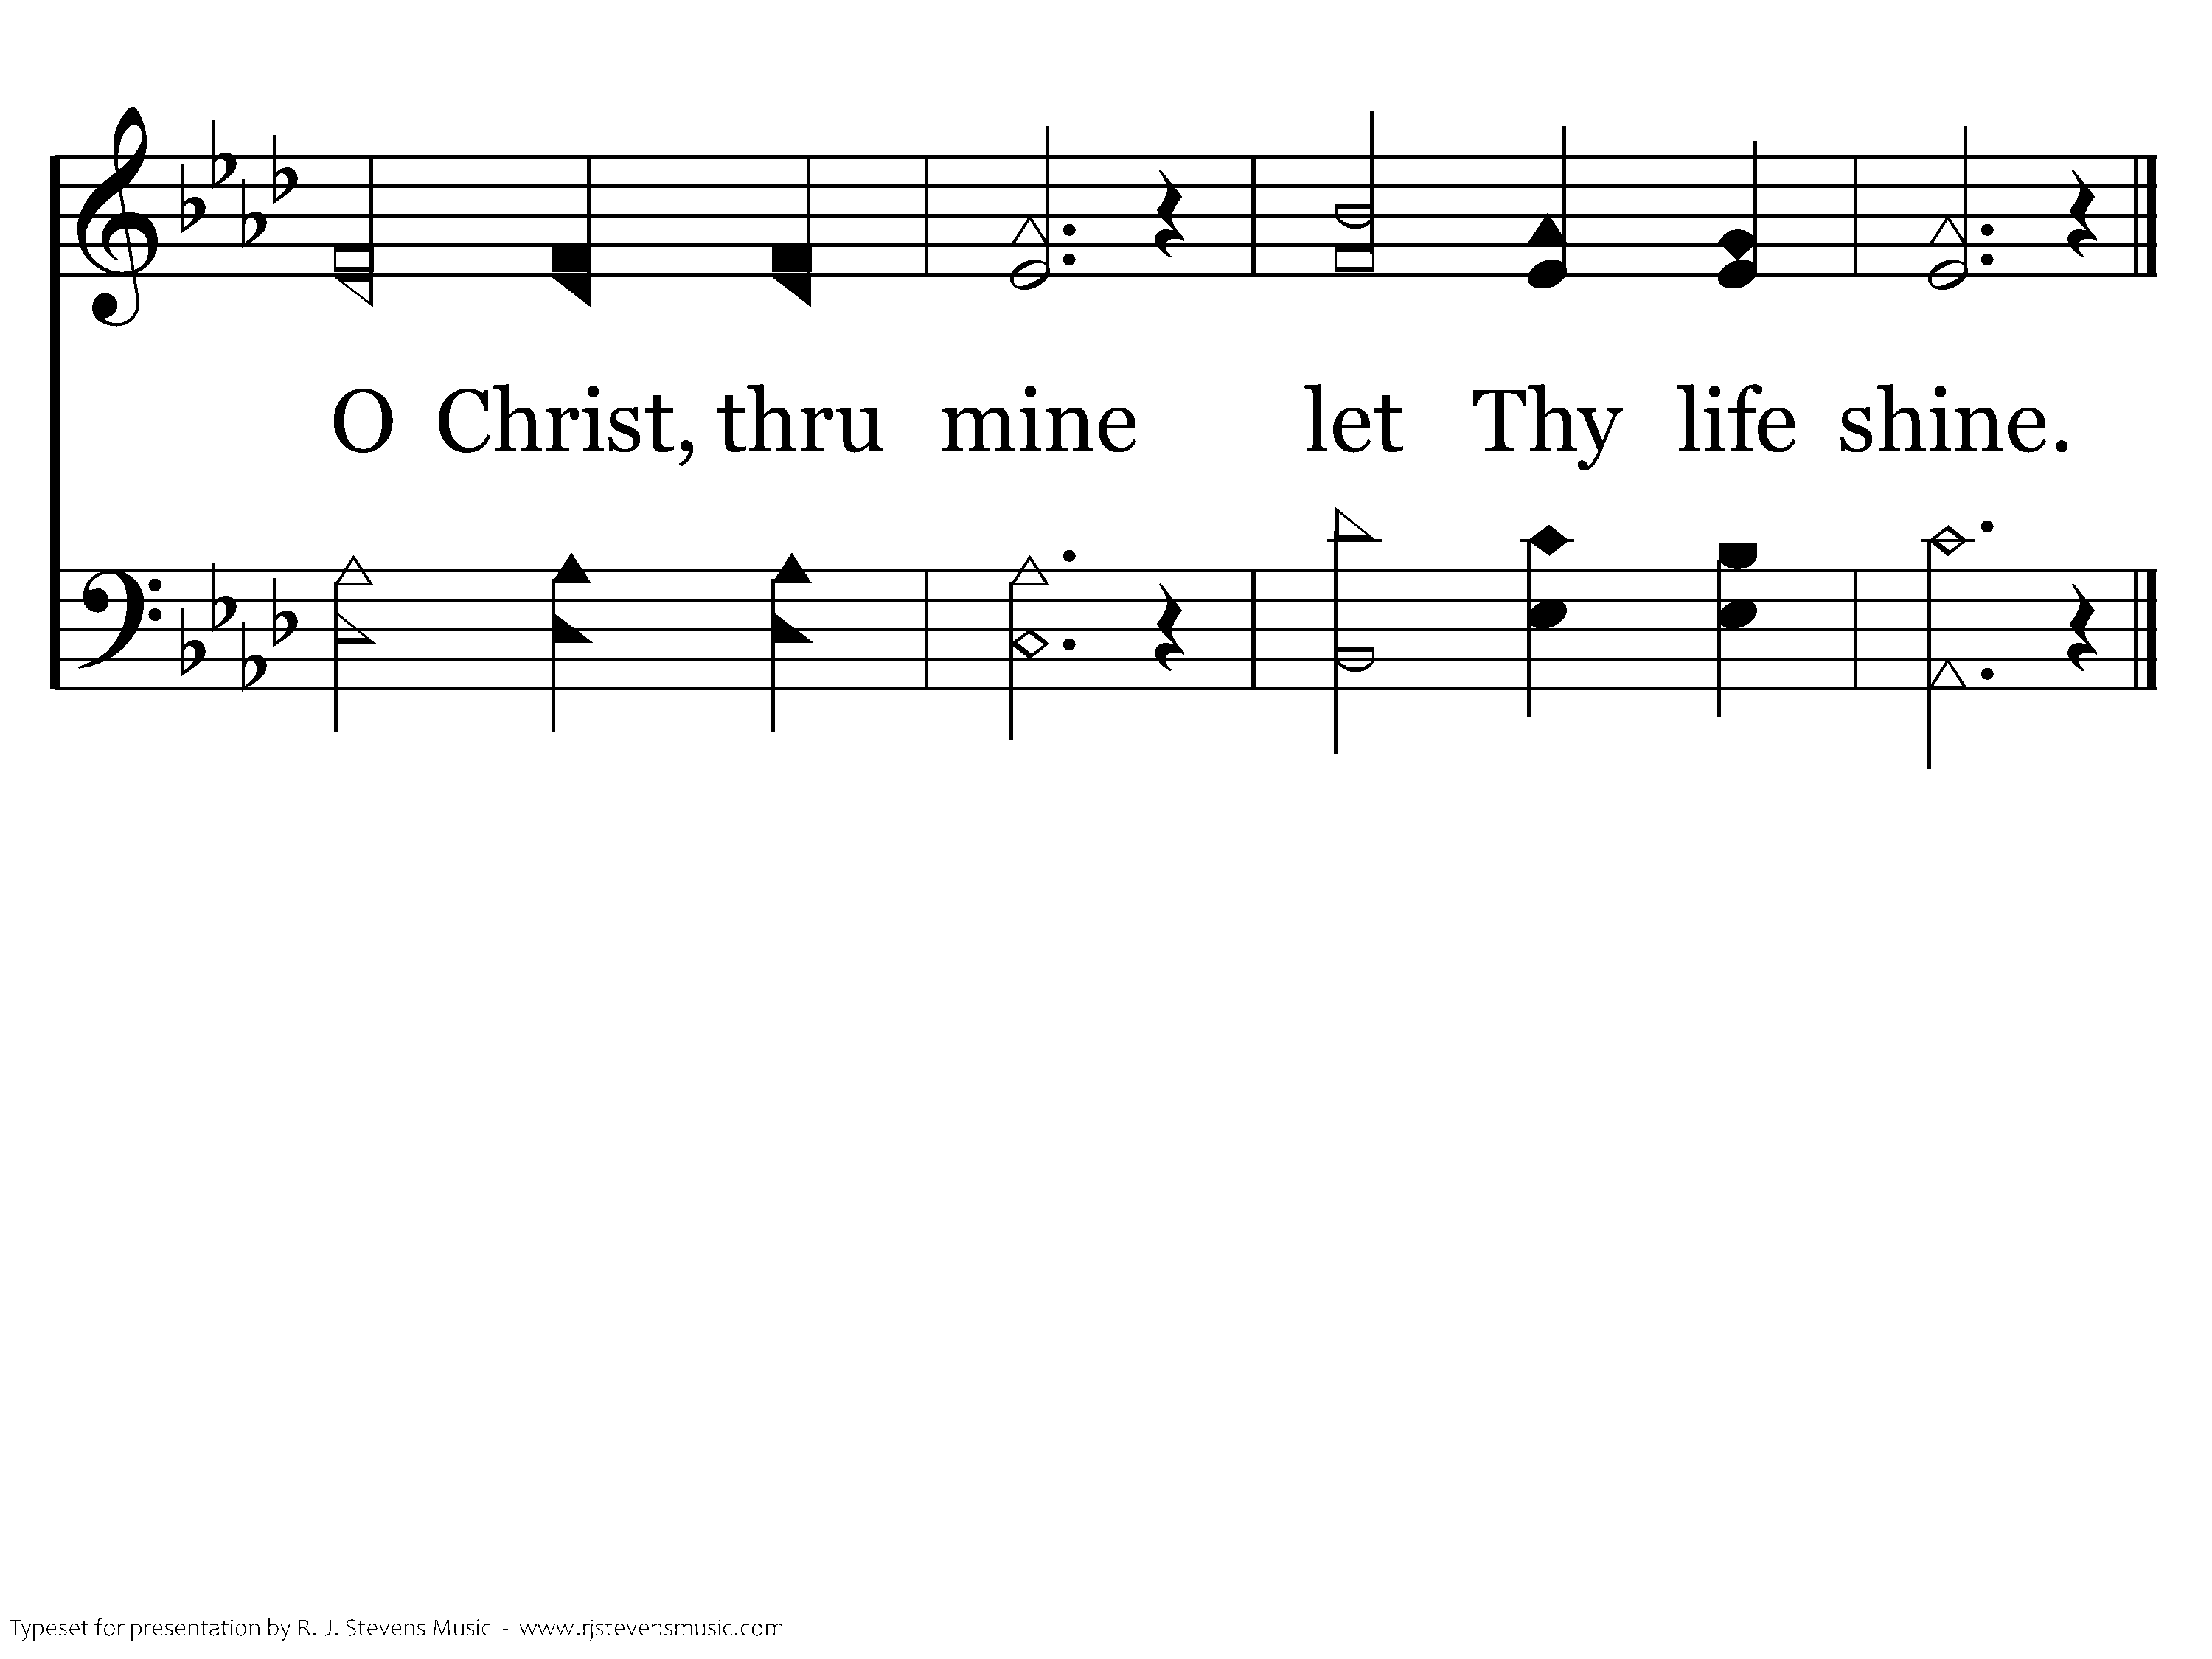 O Christ, thru mine let Thy life shine.
Typeset for presentation by R. J. Stevens Music - www.rjstevensmusic.com